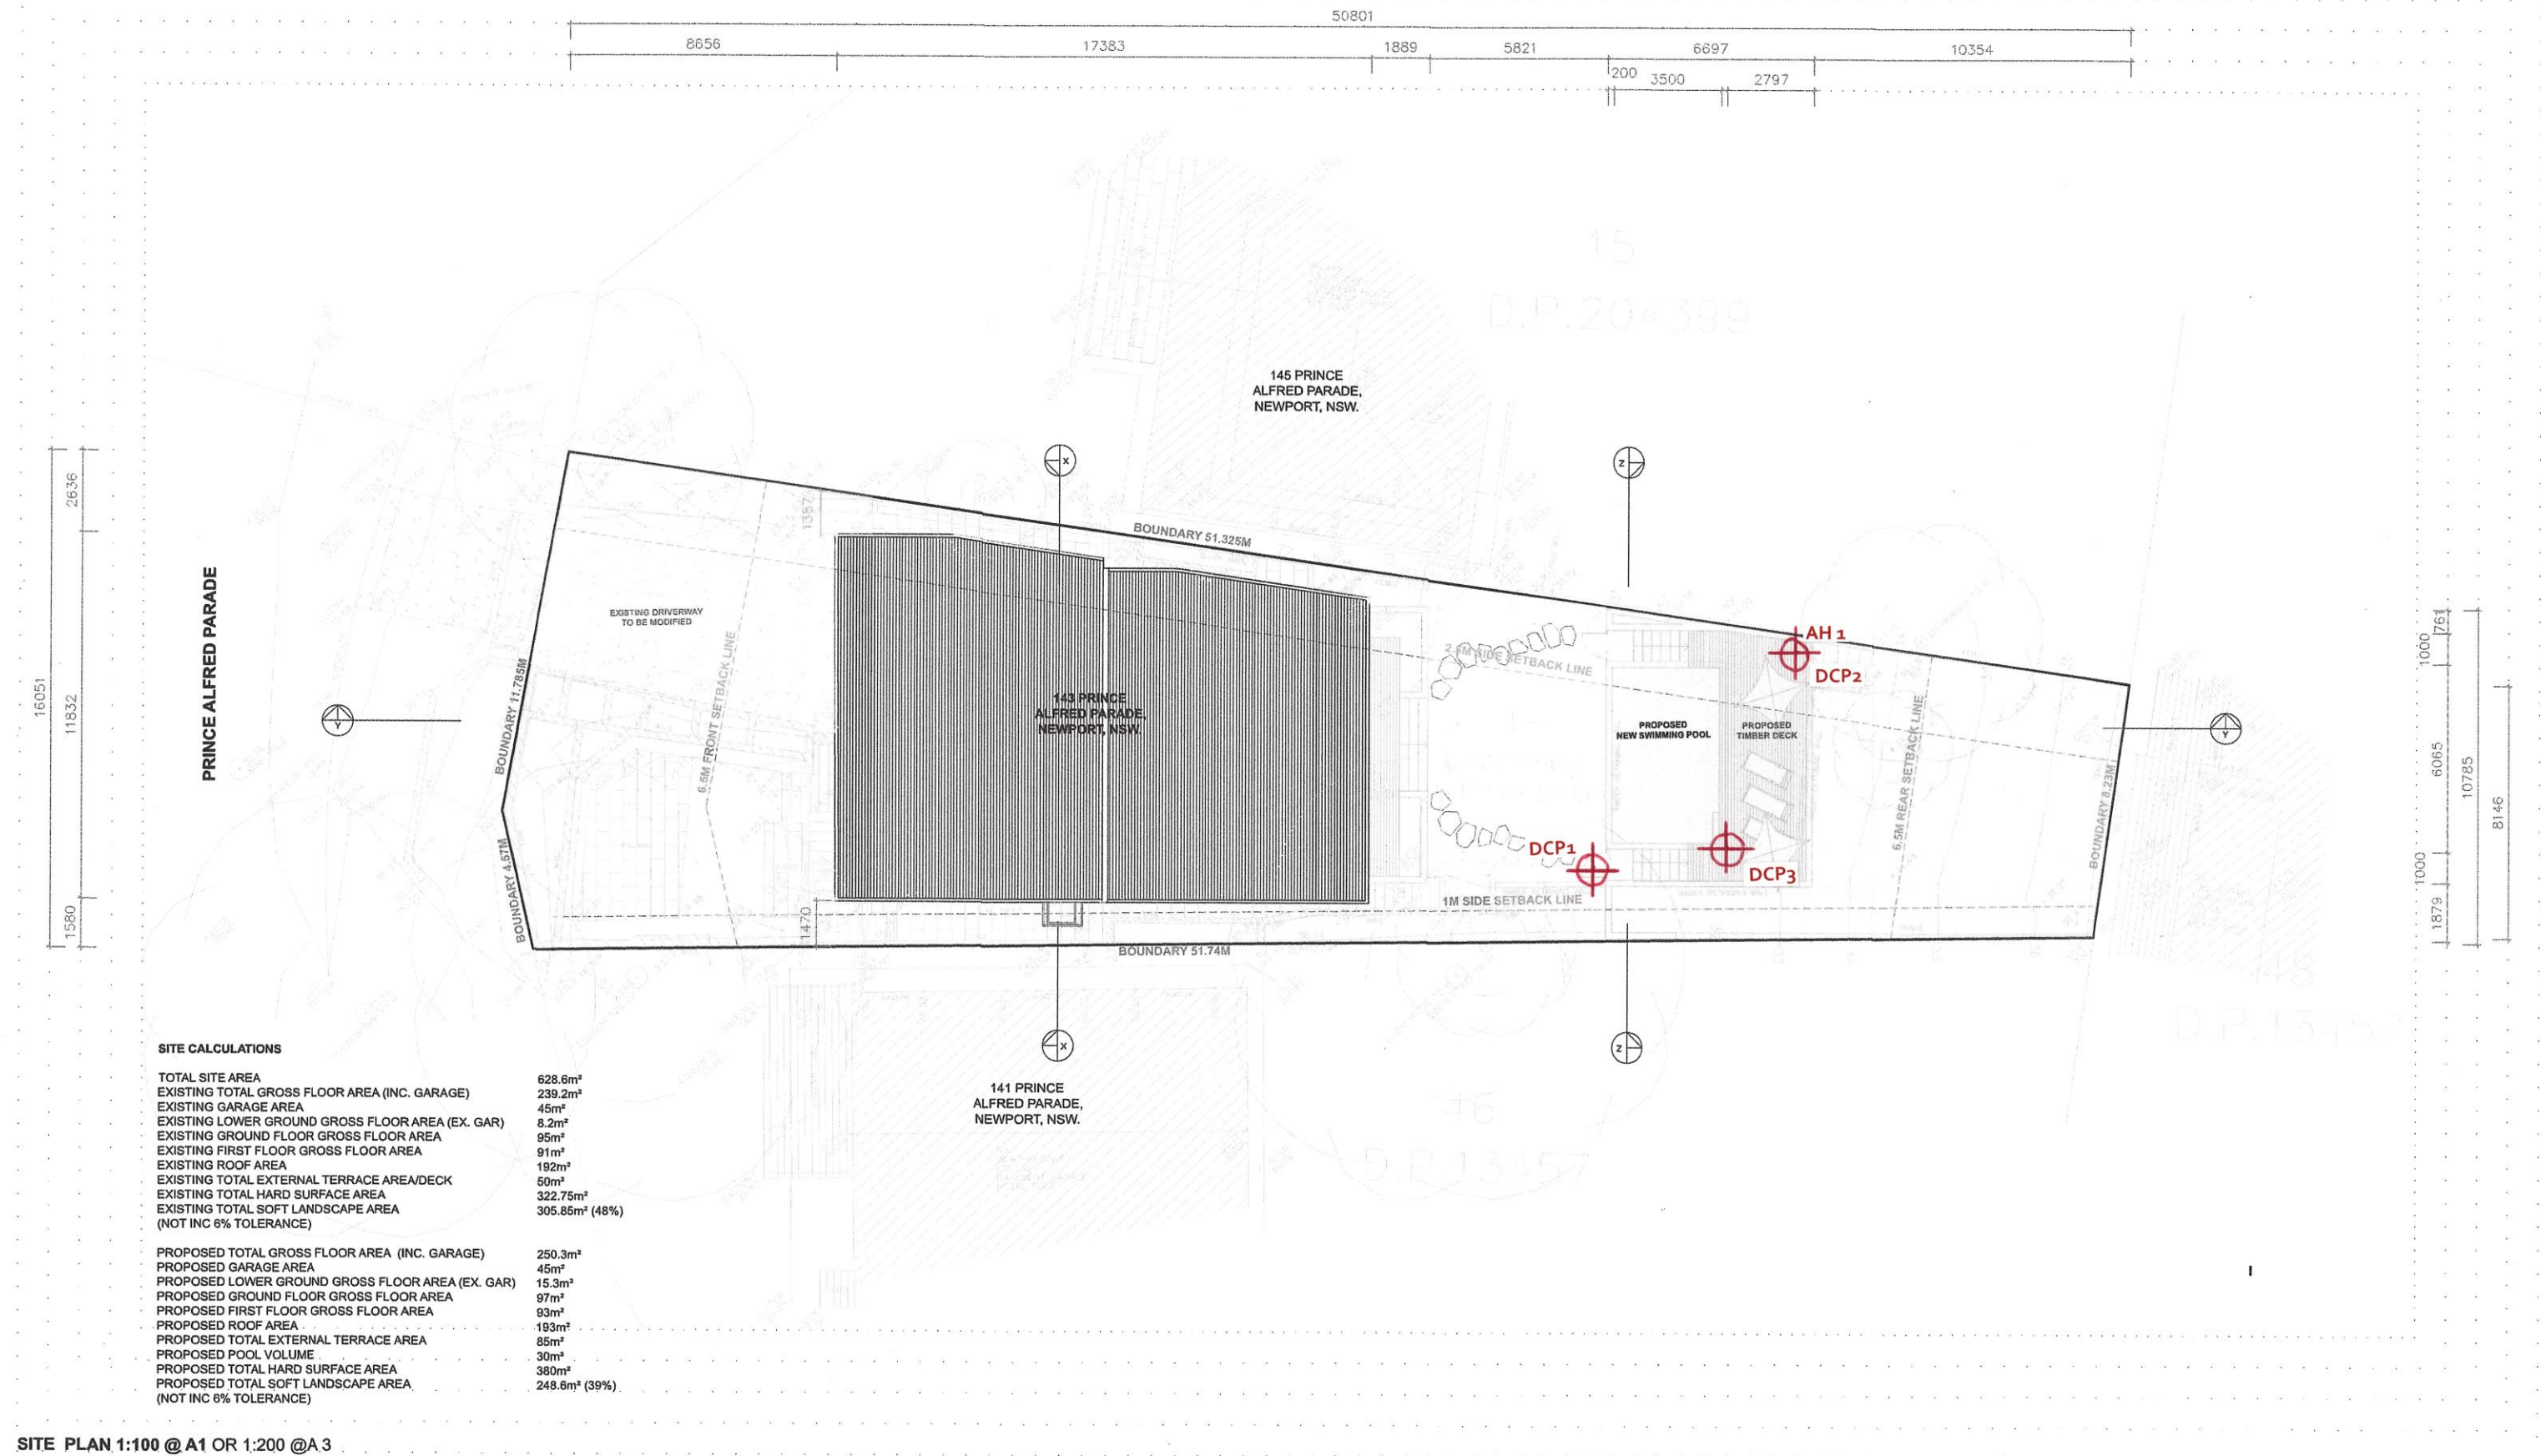 50801
8656 17383 1889 5821 6697 10354
200 3500 2797
15
D.P.204399
145 PRINCE
ALFRED PARADE,
NEWPORT, NSW.
X
Z
2636
16051
11832
1580
1387
BOUNDARY 51.325M
PRINCE ALFRED PARADE
EXISTING DRIVERWAY
TO BE MODIFIED
6.5M FRONT SETBACK LINE
BOUNDARY 11.785M
BOUNDARY 4.57M
143 PRINCE
ALFRED PARADE,
NEWPORT, NSW.
2.5M SIDE SETBACK LINE
AH 1
DCP2
PROPOSED
NEW SWIMMING POOL
PROPOSED
TIMBER DECK
6.5M REAR SETBACK LINE
BOUNDARY 8.23M
Y
Y
DCP1
DCP3
1M SIDE SETBACK LINE
1470
BOUNDARY 51.74M
761
1000
6065
10785
8146
1000
1879
X
Z
141 PRINCE
ALFRED PARADE,
NEWPORT, NSW.
D.P.13457
D.P.13457
SITE CALCULATIONS
TOTAL SITE AREA 628.6m²
EXISTING TOTAL GROSS FLOOR AREA (INC. GARAGE) 239.2m²
EXISTING GARAGE AREA 45m²
EXISTING LOWER GROUND GROSS FLOOR AREA (EX. GAR) 8.2m²
EXISTING GROUND FLOOR GROSS FLOOR AREA 95m²
EXISTING FIRST FLOOR GROSS FLOOR AREA 91m²
EXISTING ROOF AREA 192m²
EXISTING TOTAL EXTERNAL TERRACE AREA/DECK 50m²
EXISTING TOTAL HARD SURFACE AREA 322.75m²
EXISTING TOTAL SOFT LANDSCAPE AREA 305.85m² (48%)
(NOT INC 6% TOLERANCE)
PROPOSED TOTAL GROSS FLOOR AREA (INC. GARAGE) 250.3m²
PROPOSED GARAGE AREA 45m²
PROPOSED LOWER GROUND GROSS FLOOR AREA (EX. GAR) 15.3m²
PROPOSED GROUND FLOOR GROSS FLOOR AREA 97m²
PROPOSED FIRST FLOOR GROSS FLOOR AREA 93m²
PROPOSED ROOF AREA 193m²
PROPOSED TOTAL EXTERNAL TERRACE AREA 85m²
PROPOSED POOL VOLUME 30m³
PROPOSED TOTAL HARD SURFACE AREA 380m²
PROPOSED TOTAL SOFT LANDSCAPE AREA 248.6m² (39%)
(NOT INC 6% TOLERANCE)
SITE PLAN 1:100 @ A1 OR 1:200 @A 3